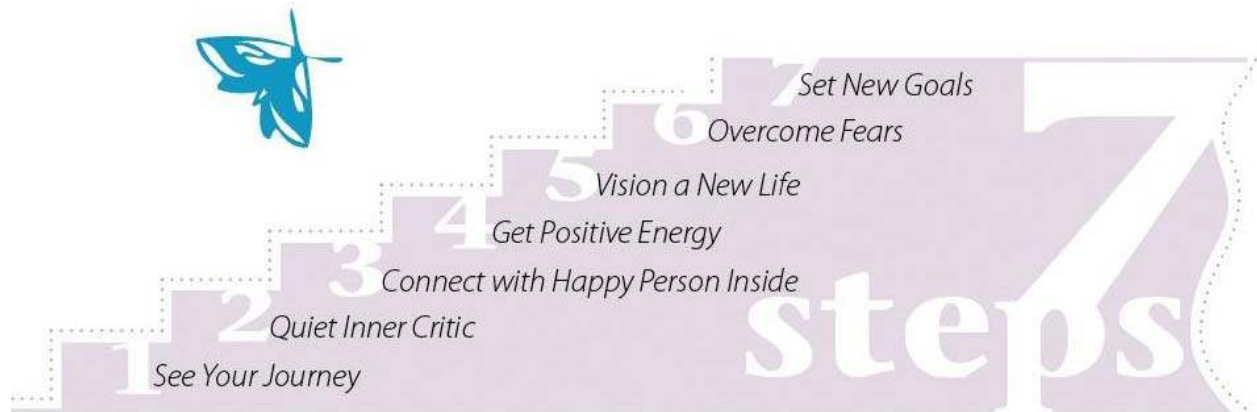 7 Set New Goals
6 Overcome Fears
5 Vision a New Life
4 Get Positive Energy
3 Connect with Happy Person Inside
2 Quiet Inner Critic
1 See Your Journey
7 steps